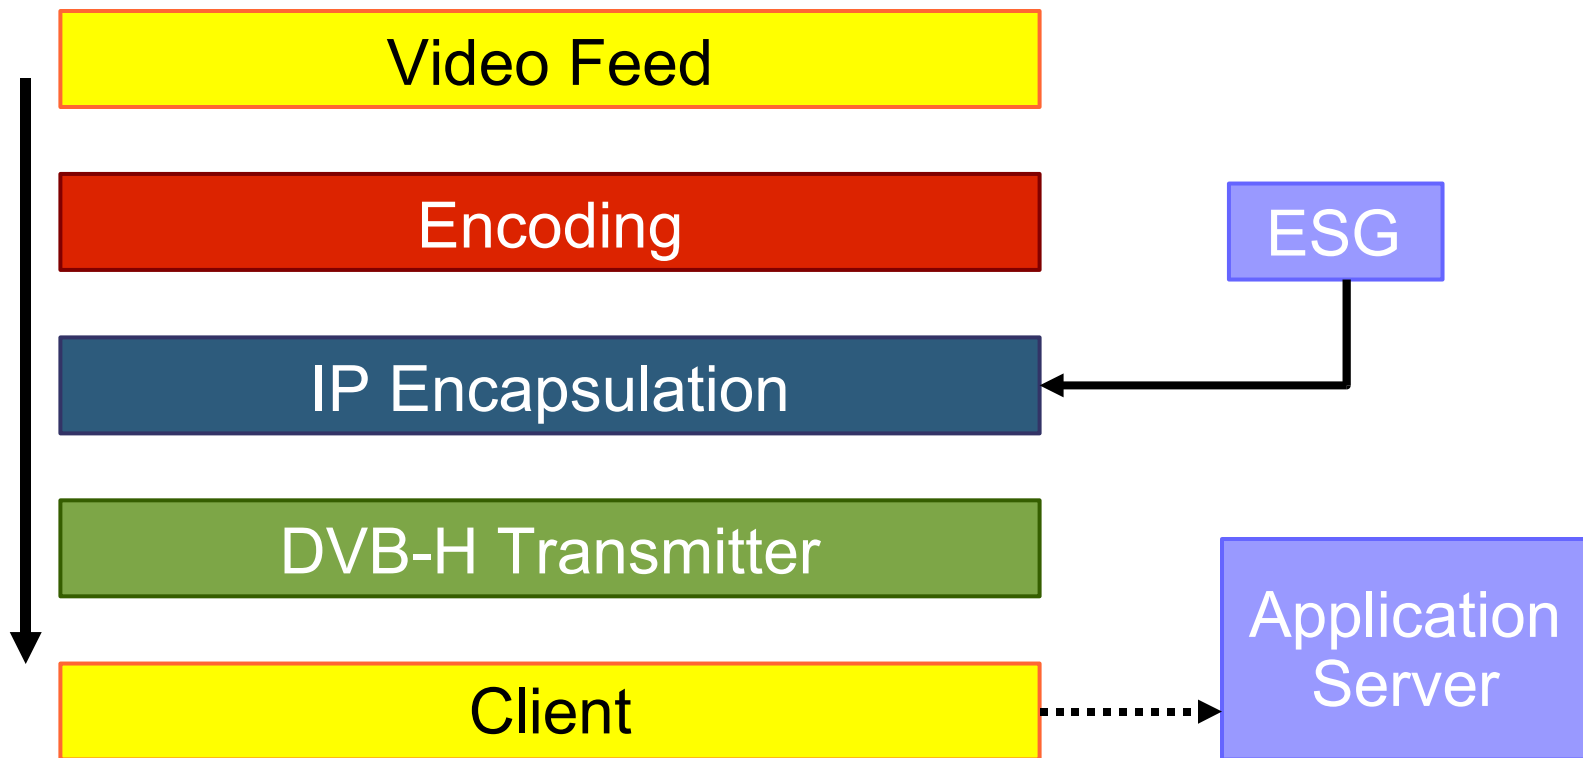 Video Feed
Encoding
ESG
IP Encapsulation
DVB-H Transmitter
Application
Server
Client